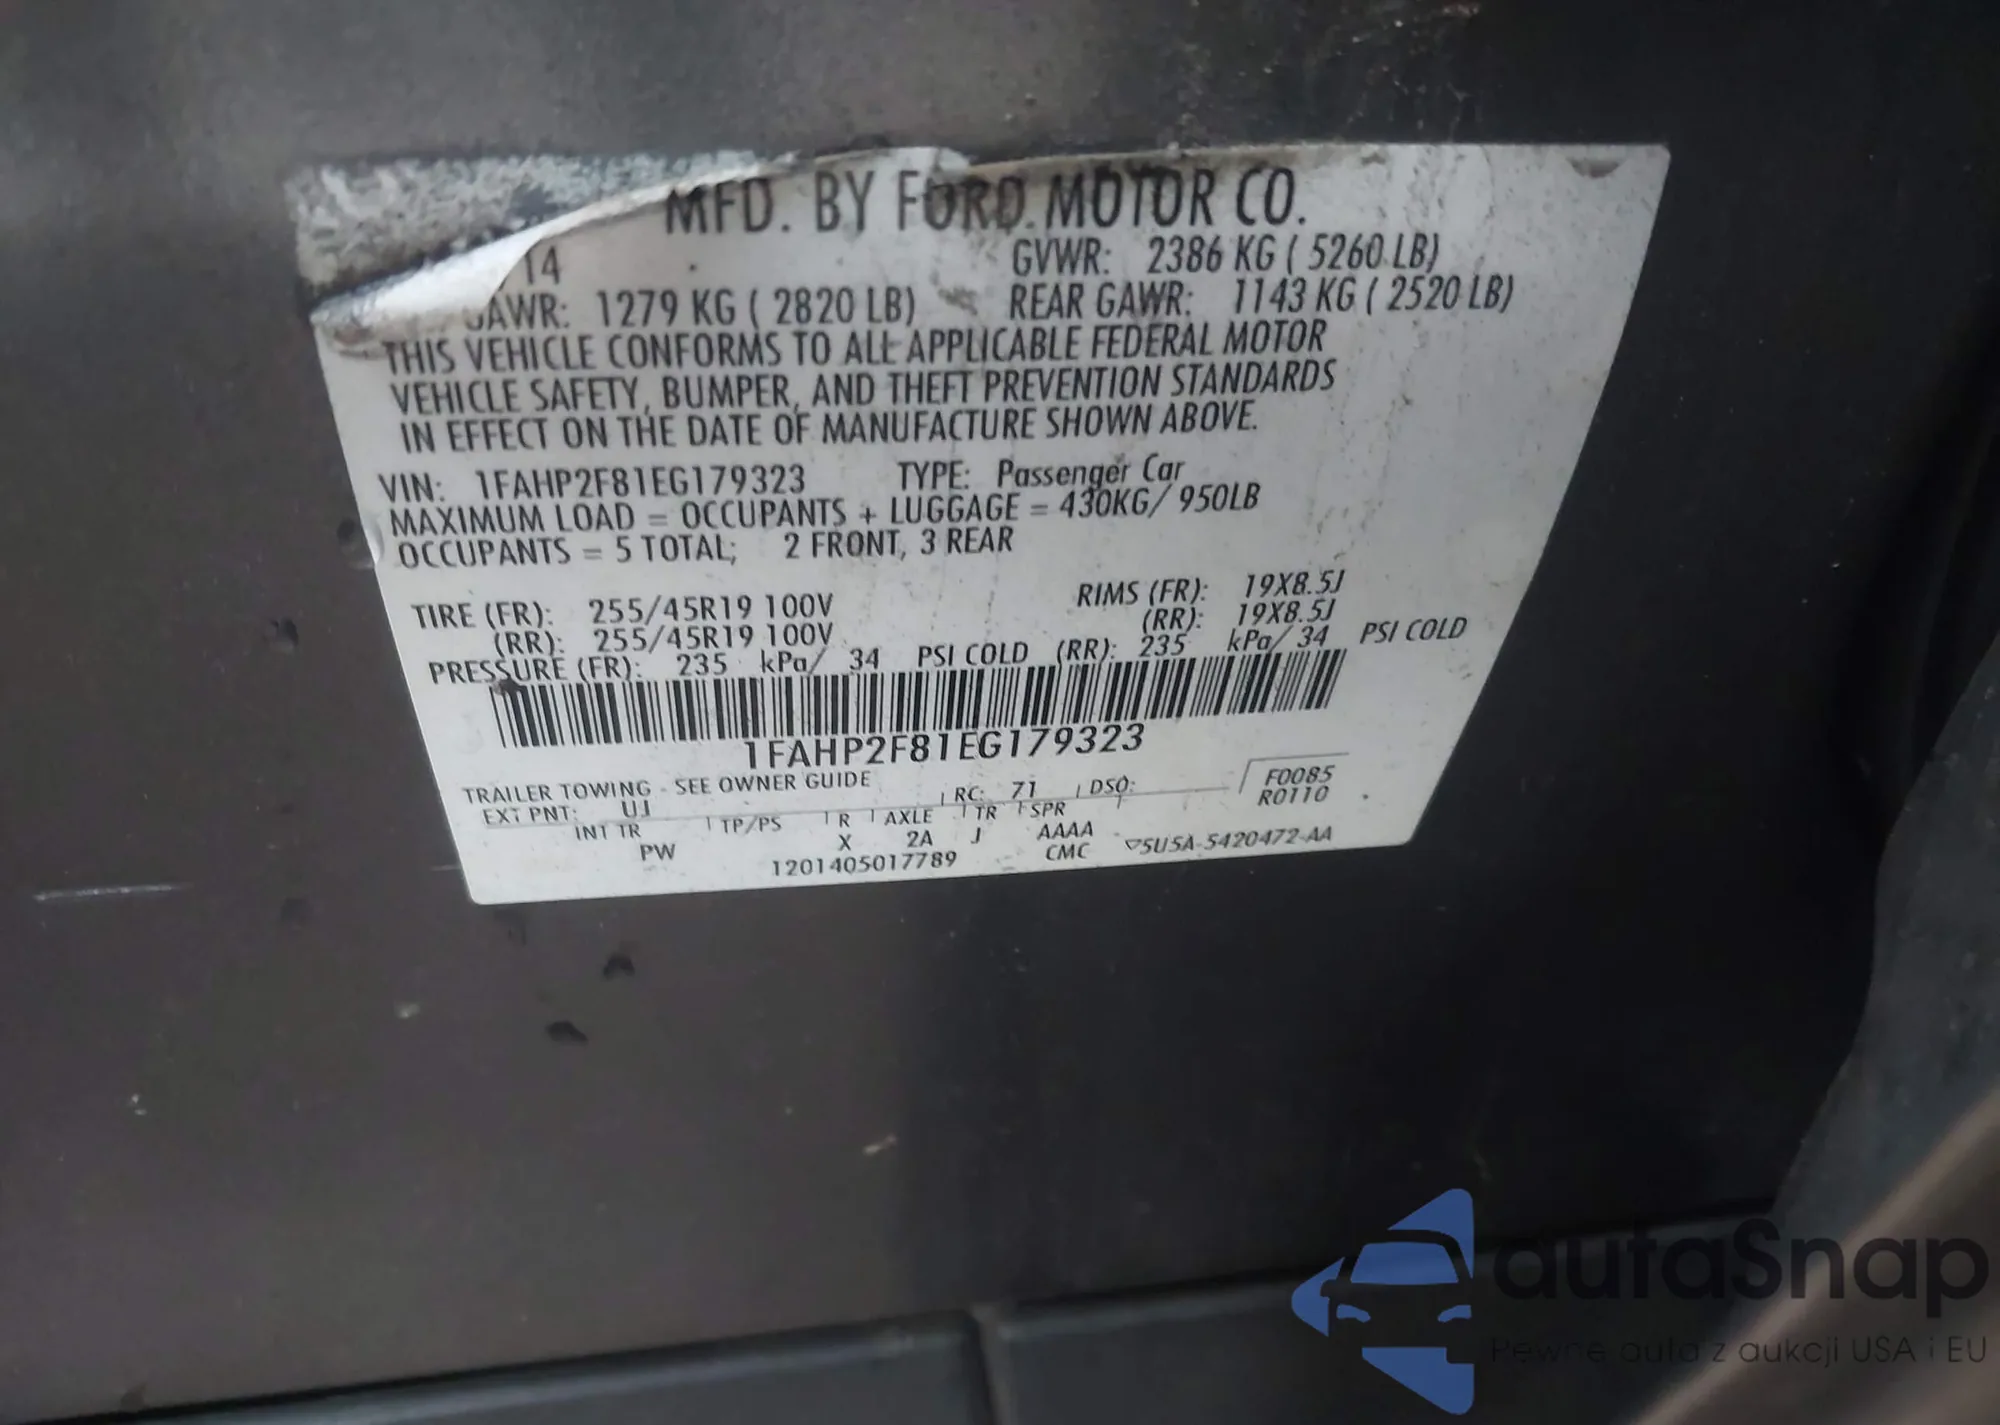 MFD. BY FORD MOTOR CO.
14 GVWR: 2386 KG ( 5260 LB)
GAWR: 1279 KG ( 2820 LB) REAR GAWR: 1143 KG ( 2520 LB)
THIS VEHICLE CONFORMS TO ALL APPLICABLE FEDERAL MOTOR
VEHICLE SAFETY, BUMPER, AND THEFT PREVENTION STANDARDS
IN EFFECT ON THE DATE OF MANUFACTURE SHOWN ABOVE.
VIN: 1FAHP2F81EG179323 TYPE: Passenger Car
MAXIMUM LOAD = OCCUPANTS + LUGGAGE = 430KG/ 950LB
OCCUPANTS = 5 TOTAL; 2 FRONT, 3 REAR
TIRE (FR): 255/45R19 100V RIMS (FR): 19X8.5J
(RR): 255/45R19 100V (RR): 19X8.5J
PRESSURE (FR): 235 kPa/ 34 PSI COLD (RR): 235 kPa/ 34 PSI COLD
1FAHP2F81EG179323
TRAILER TOWING - SEE OWNER GUIDE
EXT PNT: UJ RC: 71 DSO: F0085
R0110
INT TR TP/PS R AXLE TR SPR
PW X 2A J AAAA
1201405017789 CMC ▽5U5A-5420472-AA
autaSnap
Pewne auta z aukcji USA i EU